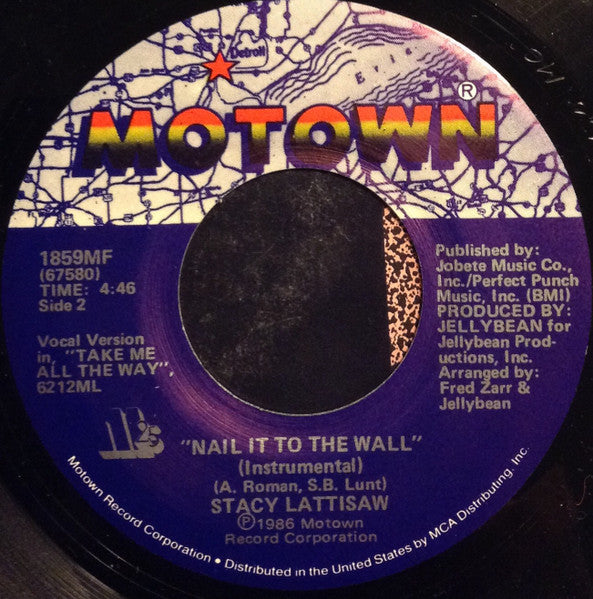 Detroit
Erie
MOTOWN®
1859MF
(67580)
TIME: 4:46
Side 2
Vocal Version
in, "TAKE ME
ALL THE WAY",
6212ML
Published by:
Jobete Music Co.,
Inc./Perfect Punch
Music, Inc. (BMI)
PRODUCED BY:
JELLYBEAN for
Jellybean Prod-
uctions, Inc.
Arranged by:
Fred Zarr &
Jellybean
"NAIL IT TO THE WALL"
(Instrumental)
(A. Roman, S.B. Lunt)
STACY LATTISAW
℗1986 Motown
Record Corporation
Motown Record Corporation • Distributed in the United States by MCA Distributing, Inc.